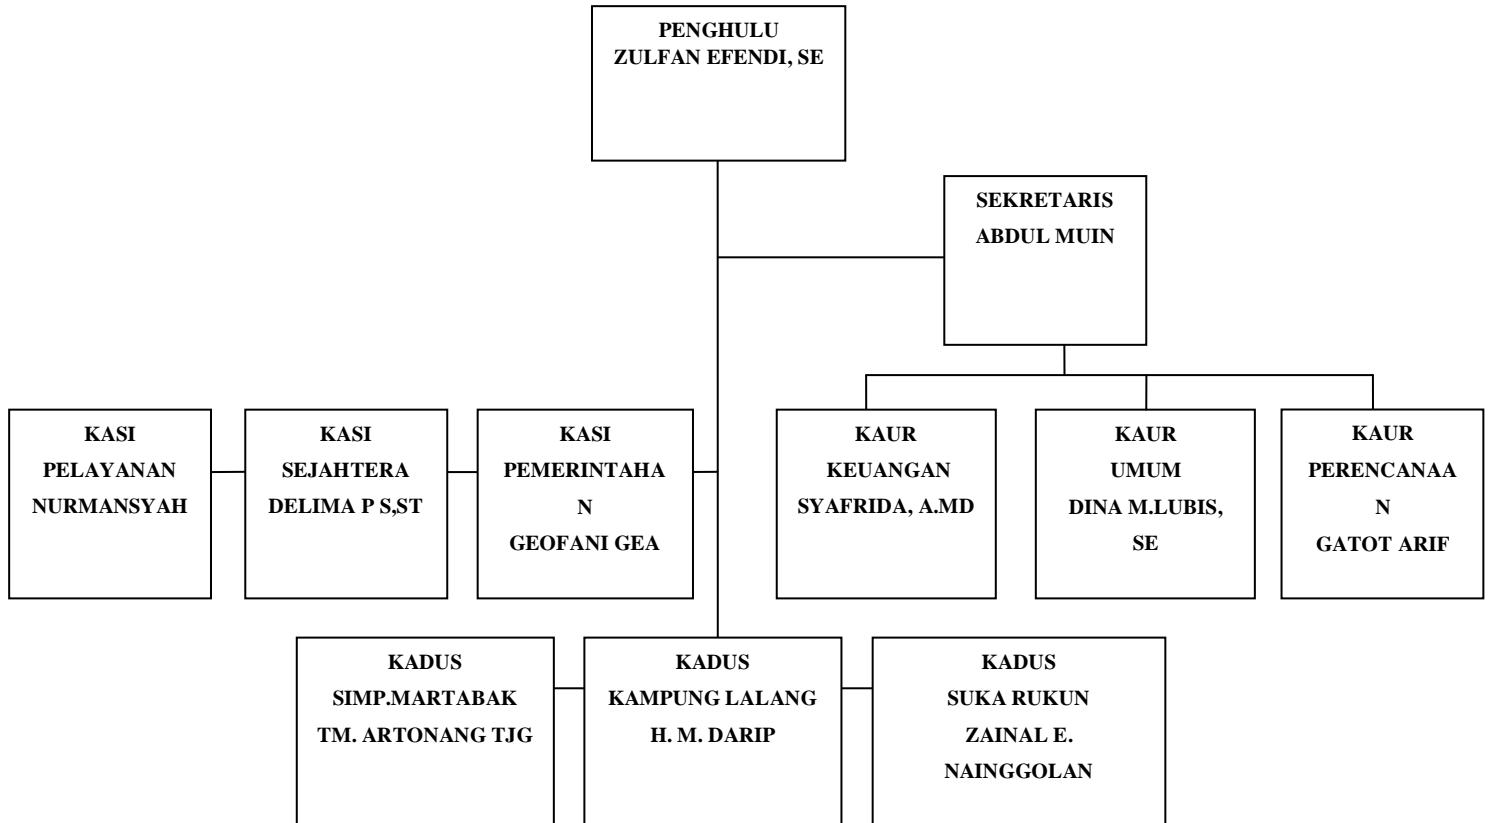 PENGHULU
ZULFAN EFENDI, SE
SEKRETARIS
ABDUL MUIN
KASI
PELAYANAN
NURMANSYAH
KASI
SEJAHTERA
DELIMA P S,ST
KASI
PEMERINTAHA
N
GEOFANI GEA
KAUR
KEUANGAN
SYAFRIDA, A.MD
KAUR
UMUM
DINA M.LUBIS,
SE
KAUR
PERENCANAA
N
GATOT ARIF
KADUS
SIMP.MARTABAK
TM. ARTONANG TJG
KADUS
KAMPUNG LALANG
H. M. DARIP
KADUS
SUKA RUKUN
ZAINAL E.
NAINGGOLAN